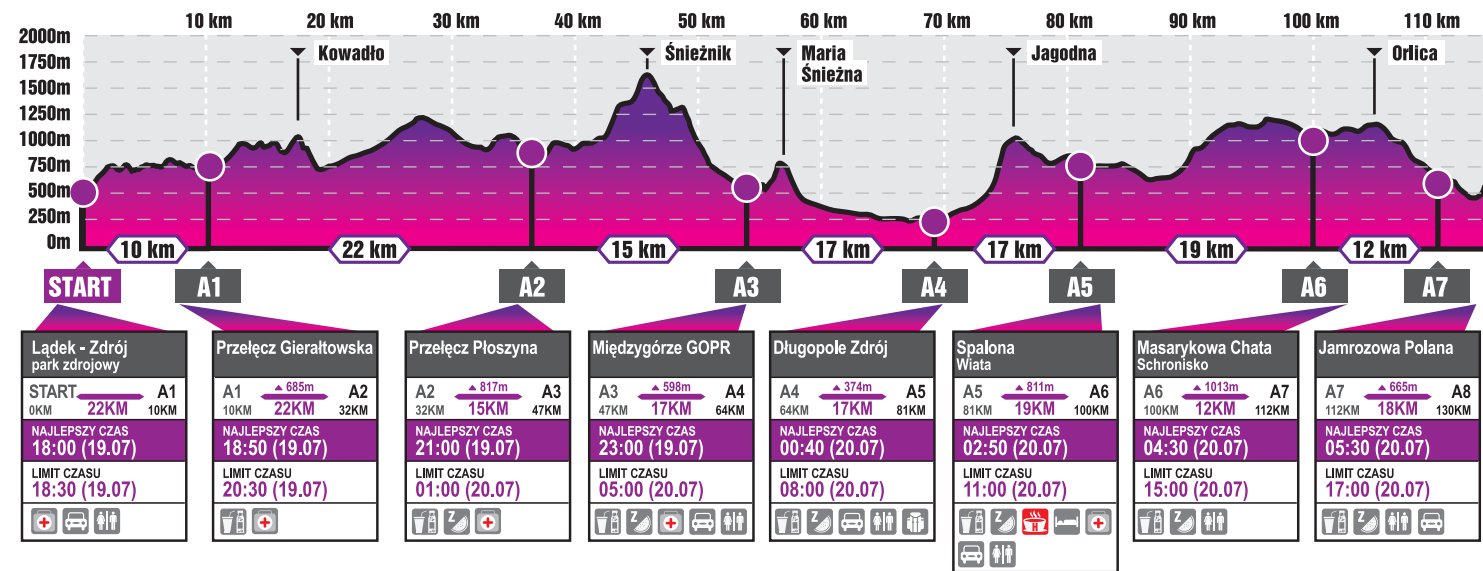 10 km 20 km 30 km 40 km 50 km 60 km 70 km 80 km 90 km 100 km 110 km
2000m
1750m
1500m
1250m
1000m
750m
500m
250m
0m
Kowadło
Śnieżnik
Maria
Śnieżna
Jagodna
Orlica
10 km 22 km 15 km 17 km 17 km 19 km 12 km
START A1 A2 A3 A4 A5 A6 A7
Lądek - Zdrój
park zdrojowy
START A1
0KM 22KM 10KM
NAJLEPSZY CZAS
18:00 (19.07)
LIMIT CZASU
18:30 (19.07)
Przełęcz Gierałtowska
A1 685m A2
10KM 22KM 32KM
NAJLEPSZY CZAS
18:50 (19.07)
LIMIT CZASU
20:30 (19.07)
Przełęcz Płoszyna
A2 817m A3
32KM 15KM 47KM
NAJLEPSZY CZAS
21:00 (19.07)
LIMIT CZASU
01:00 (20.07)
Z
Międzygórze GOPR
A3 598m A4
47KM 17KM 64KM
NAJLEPSZY CZAS
23:00 (19.07)
LIMIT CZASU
05:00 (20.07)
Z
Długopole Zdrój
A4 374m A5
64KM 17KM 81KM
NAJLEPSZY CZAS
00:40 (20.07)
LIMIT CZASU
08:00 (20.07)
Z
Spalona
Wiata
A5 811m A6
81KM 19KM 100KM
NAJLEPSZY CZAS
02:50 (20.07)
LIMIT CZASU
11:00 (20.07)
Z H
Masarykowa Chata
Schronisko
A6 1013m A7
100KM 12KM 112KM
NAJLEPSZY CZAS
04:30 (20.07)
LIMIT CZASU
15:00 (20.07)
Z
Jamrozowa Polana
A7 665m A8
112KM 18KM 130KM
NAJLEPSZY CZAS
05:30 (20.07)
LIMIT CZASU
17:00 (20.07)
Z